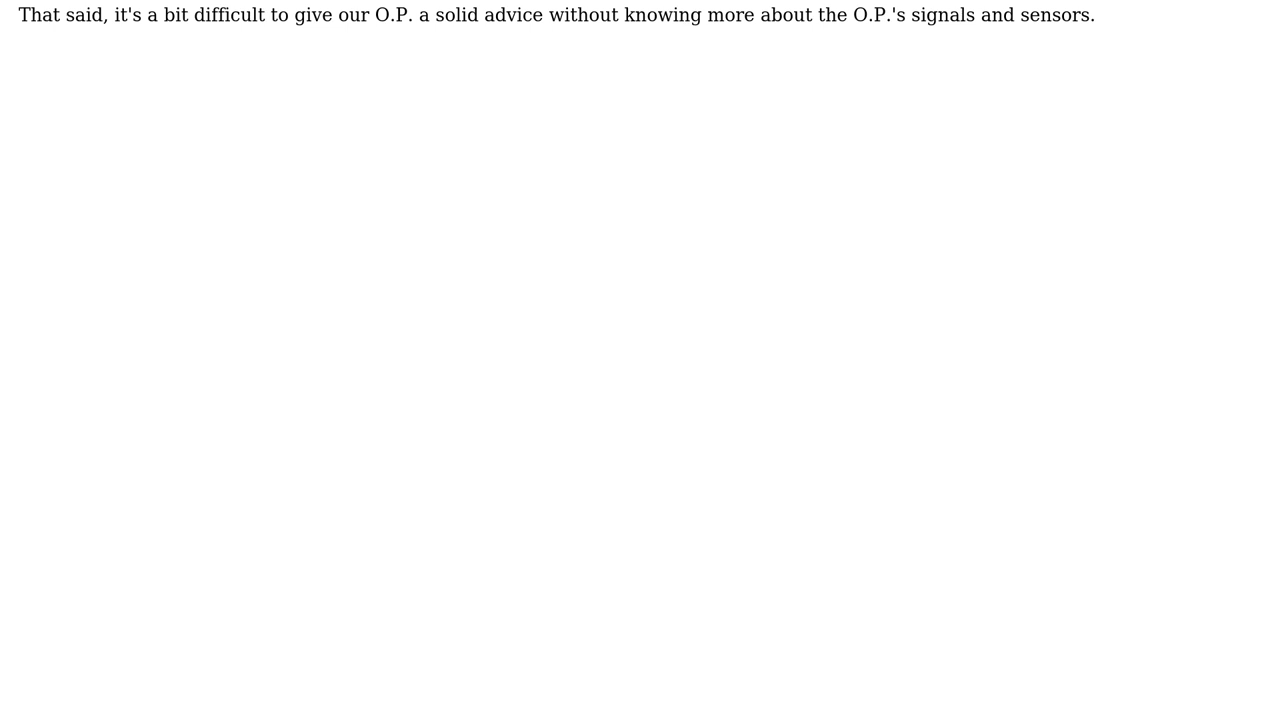 That said, it's a bit difficult to give our O.P. a solid advice without knowing more about the O.P.'s signals and sensors.